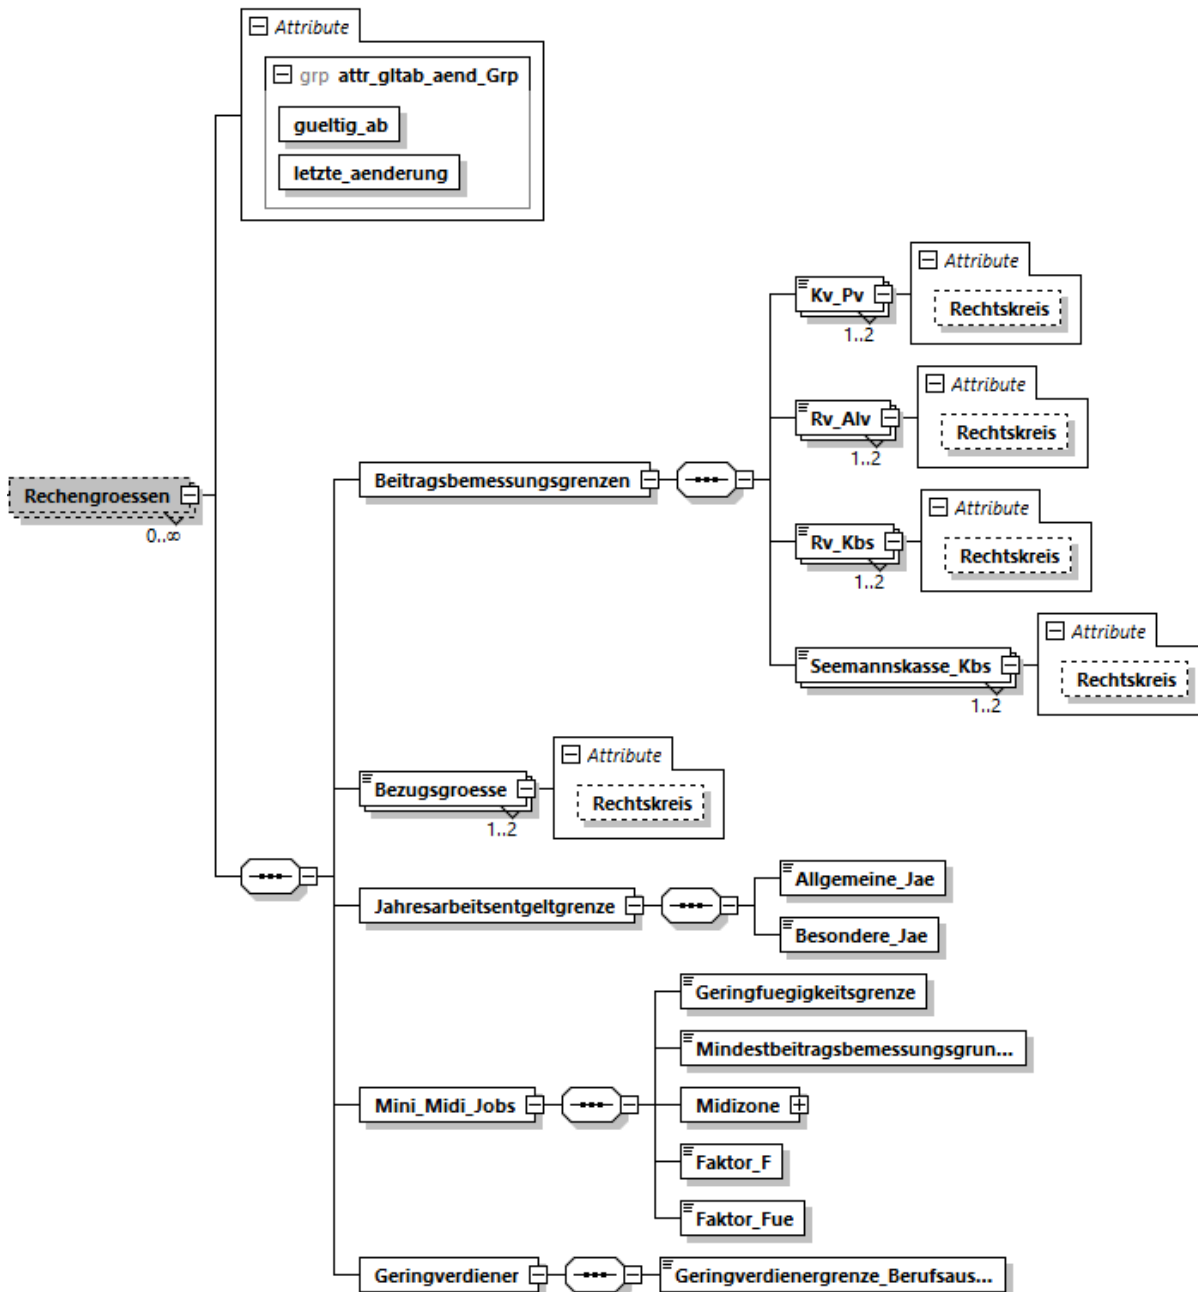 Attribute
grp attr_gltab_aend_Grp
gueltig_ab
letzte_aenderung
Rechengroessen
0..∞
Beitragsbemessungsgrenzen
Kv_Pv
1..2
Attribute
Rechtskreis
Rv_Alv
1..2
Attribute
Rechtskreis
Rv_Kbs
1..2
Attribute
Rechtskreis
Seemannskasse_Kbs
1..2
Attribute
Rechtskreis
Bezugsgroesse
1..2
Attribute
Rechtskreis
Jahresarbeitsentgeltgrenze
Allgemeine_Jae
Besondere_Jae
Mini_Midi_Jobs
Geringfuegigkeitsgrenze
Mindestbeitragsbemessungsgrun...
Midizone
Faktor_F
Faktor_Fue
Geringverdiener
Geringverdienergrenze_Berufsaus...